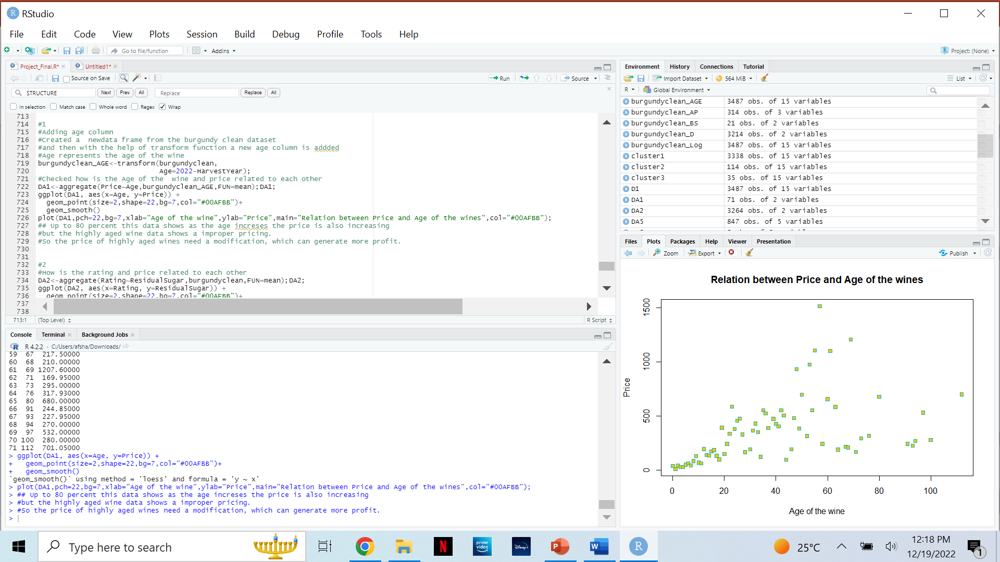 RStudio
File Edit Code View Plots Session Build Debug Profile Tools Help
Go to file/function Addins Project: (None)
Project_Final.R* Untitled1*
Source on Save Run Source
STRUCTURE Next Prev All Replace Replace All
In selection Match case Whole word Regex Wrap
713
714 #1
715 #Adding age column
716 #Created a  newdata frame from the burgundy clean dataset
717 #and then with the help of transform function a new age column is addded
718 #Age represents the age of the wine
719 burgundyclean_AGE<-transform(burgundyclean,
720 Age=2022-HarvestYear);
721 #Checked how is the Age of the  wine and price related to each other
722 DA1<-aggregate(Price~Age,burgundyclean_AGE,FUN=mean);DA1;
723 ggplot(DA1, aes(x=Age, y=Price)) +
724 geom_point(size=2,shape=22,bg=7,col="#00AFBB")+
725 geom_smooth()
726 plot(DA1,pch=22,bg=7,xlab="Age of the wine",ylab="Price",main="Relation between Price and Age of the wines",col="#00AFBB");
727 ## Up to 80 percent this data shows as the age increses the price is also increasing
728 #but the highly aged wine data shows a improper pricing.
729 #So the price of highly aged wines need a modification, which can generate more profit.
730
731
732 #2
733 #How is the rating and price related to each other
734 DA2<-aggregate(Rating~ResidualSugar,burgundyclean,FUN=mean);DA2;
735 ggplot(DA2, aes(x=Rating, y=ResidualSugar)) +
736 geom_point(size=2,shape=22,bg=7,col="#00AFBB")+
737
738
713:1 (Top Level) R Script
Console Terminal Background Jobs
R 4.2.2 · C:/Users/afsha/Downloads/
59 67 217.50000
60 68 210.00000
61 69 1207.60000
62 71 169.95000
63 73 295.00000
64 76 317.93000
65 80 680.00000
66 91 244.85000
67 93 227.95000
68 94 270.00000
69 97 532.00000
70 100 280.00000
71 112 701.05000
> ggplot(DA1, aes(x=Age, y=Price)) +
+ geom_point(size=2,shape=22,bg=7,col="#00AFBB")+
+ geom_smooth()
`geom_smooth()` using method = 'loess' and formula = 'y ~ x'
> plot(DA1,pch=22,bg=7,xlab="Age of the wine",ylab="Price",main="Relation between Price and Age of the wines",col="#00AFBB");
> ## Up to 80 percent this data shows as the age increses the price is also increasing
> #but the highly aged wine data shows a improper pricing.
> #So the price of highly aged wines need a modification, which can generate more profit.
>
Environment History Connections Tutorial
Import Dataset 564 MiB List
R Global Environment
burgundyclean_AGE 3487 obs. of 15 variables
burgundyclean_AP 314 obs. of 3 variables
burgundyclean_BS 21 obs. of 2 variables
burgundyclean_D 3214 obs. of 2 variables
burgundyclean_Log 3487 obs. of 15 variables
cluster1 3338 obs. of 15 variables
cluster2 114 obs. of 15 variables
cluster3 35 obs. of 15 variables
D1 3487 obs. of 15 variables
DA1 71 obs. of 2 variables
DA2 3264 obs. of 2 variables
DA5 847 obs. of 5 variables
Files Plots Packages Help Viewer Presentation
Zoom Export Publish
Relation between Price and Age of the wines
1500
1000
500
0
Price
0 20 40 60 80 100
Age of the wine
Type here to search
N
prime video
Disney+
P
W
R
25°C
12:18 PM
12/19/2022
1